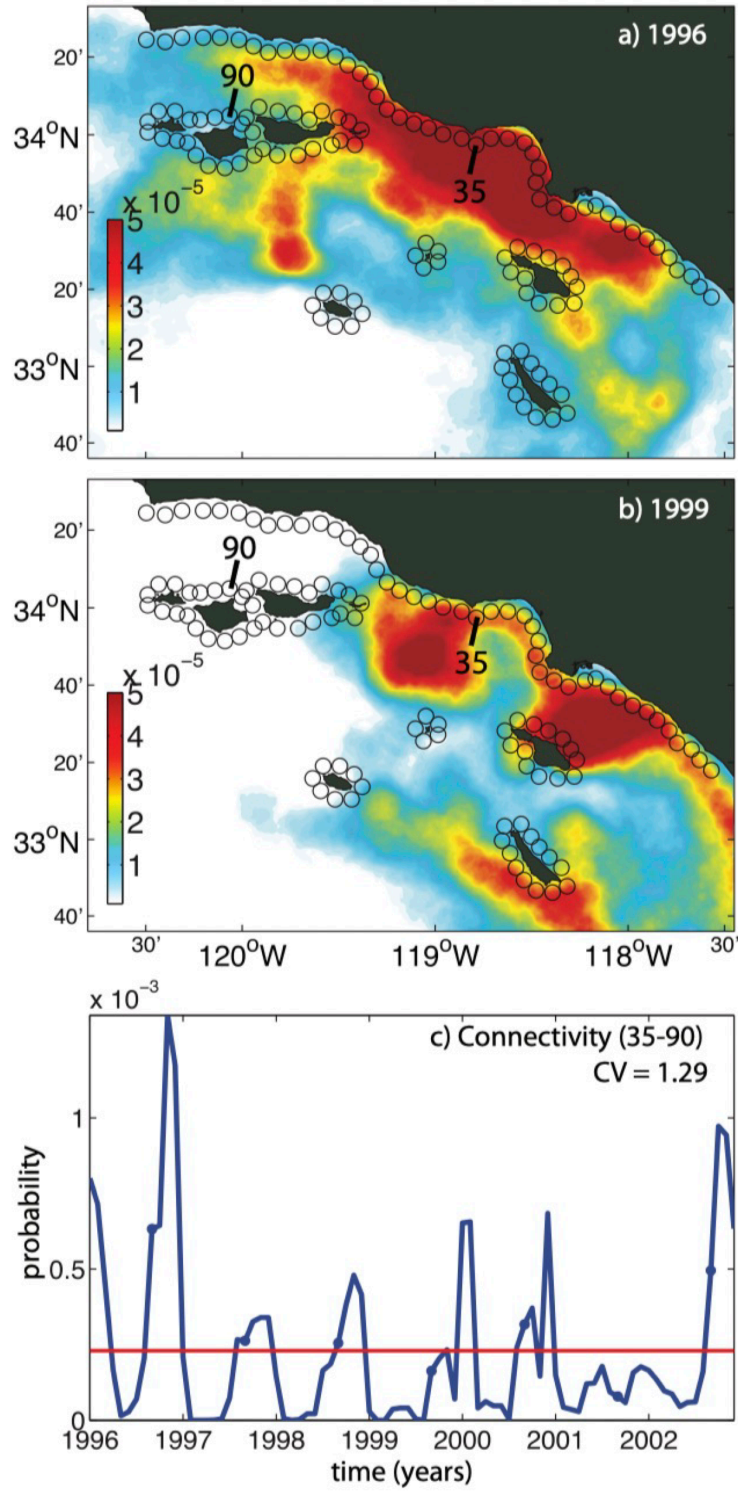 a) 1996
20'
90
34°N
35
40'
x 10⁻⁵
5
4
3
2
1
20'
33°N
40'
b) 1999
20'
90
34°N
35
40'
x 10⁻⁵
5
4
3
2
1
20'
33°N
40'
30' 120°W 119°W 118°W 30'
x 10⁻³
c) Connectivity (35-90)
CV = 1.29
1
probability
0.5
0
1996 1997 1998 1999 2000 2001 2002
time (years)